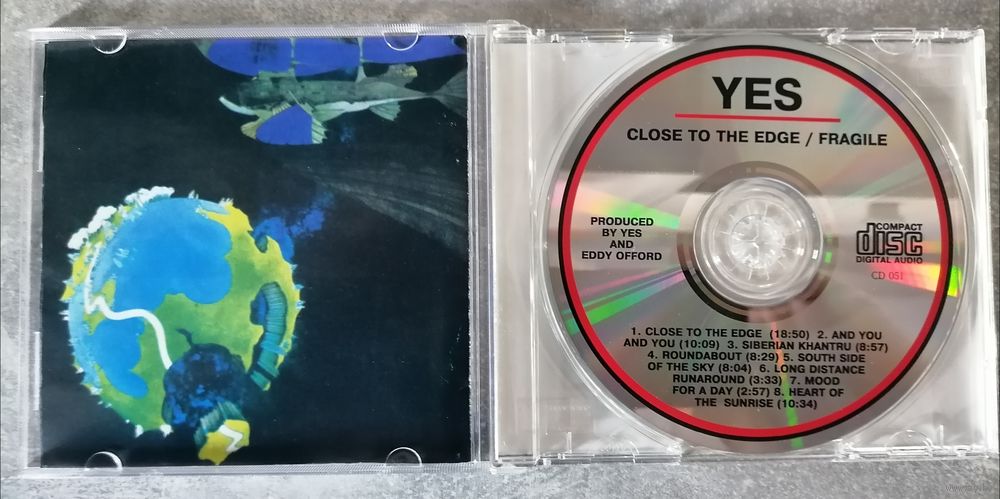 YES
CLOSE TO THE EDGE / FRAGILE
PRODUCED
BY YES
AND
EDDY OFFORD
COMPACT
disc
DIGITAL AUDIO
CD 051
1. CLOSE TO THE EDGE (18:50) 2. AND YOU
AND YOU (10:09) 3. SIBERIAN KHANTRU (8:57)
4. ROUNDABOUT (8:29) 5. SOUTH SIDE
OF THE SKY (8:04) 6. LONG DISTANCE
RUNAROUND (3:33) 7. MOOD
FOR A DAY (2:57) 8. HEART OF
THE SUNRISE (10:34)